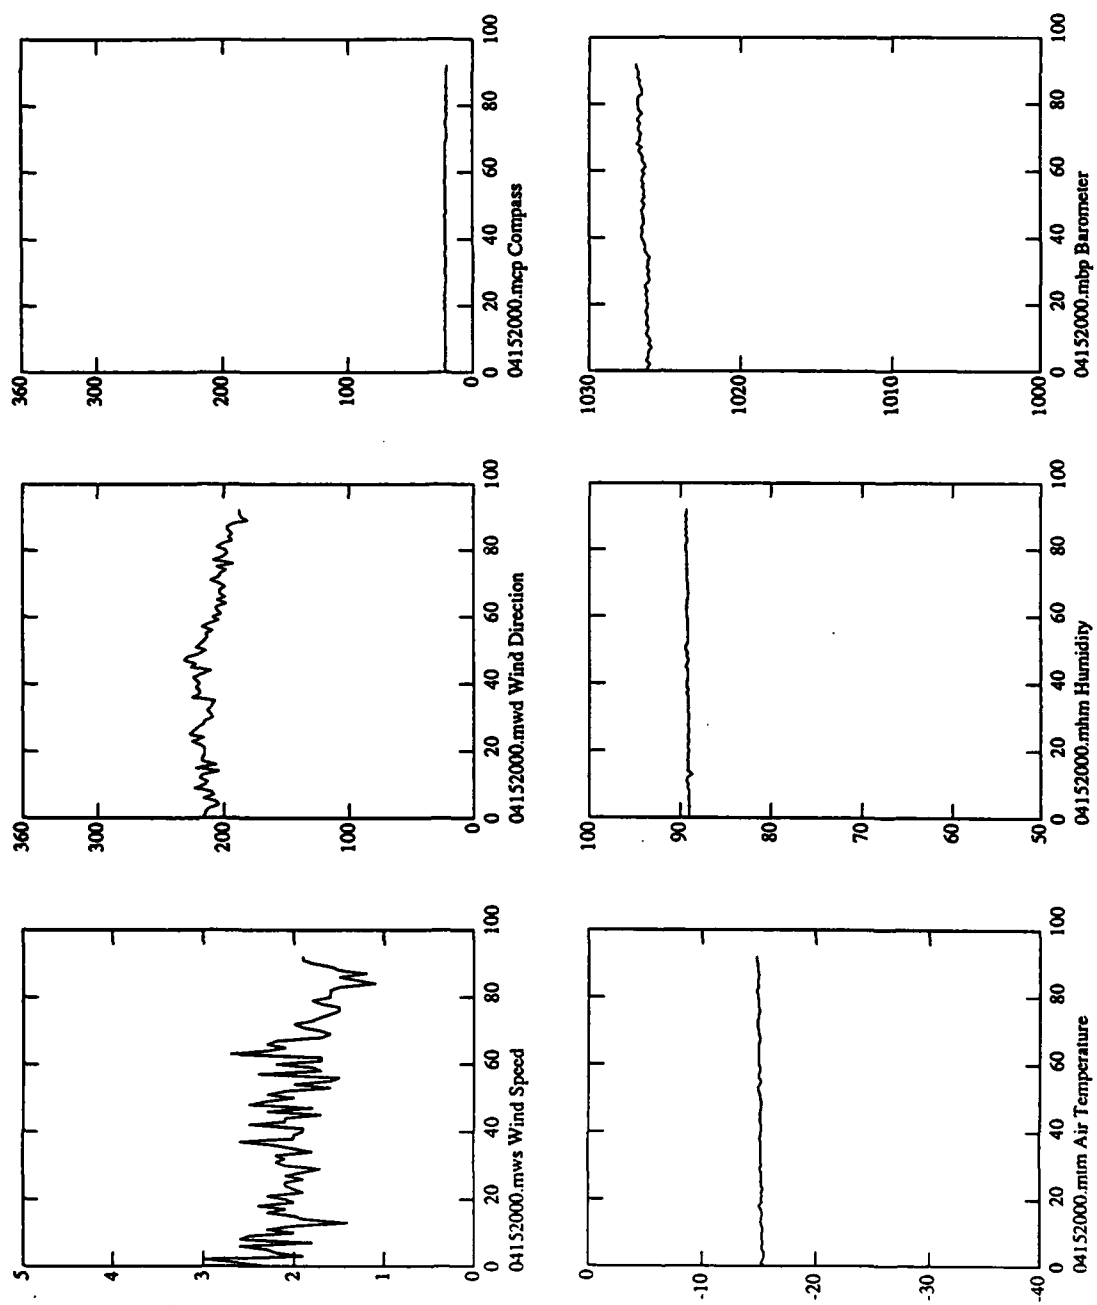 5
4
3
2
1
0
0 20 40 60 80 100
04152000.mws Wind Speed
360
300
200
100
0
0 20 40 60 80 100
04152000.mwd Wind Direction
360
300
200
100
0
0 20 40 60 80 100
04152000.mcp Compass
0
-10
-20
-30
-40
0 20 40 60 80 100
04152000.mtm Air Temperature
100
90
80
70
60
50
0 20 40 60 80 100
04152000.mhm Humidity
1030
1020
1010
1000
0 20 40 60 80 100
04152000.mbp Barometer